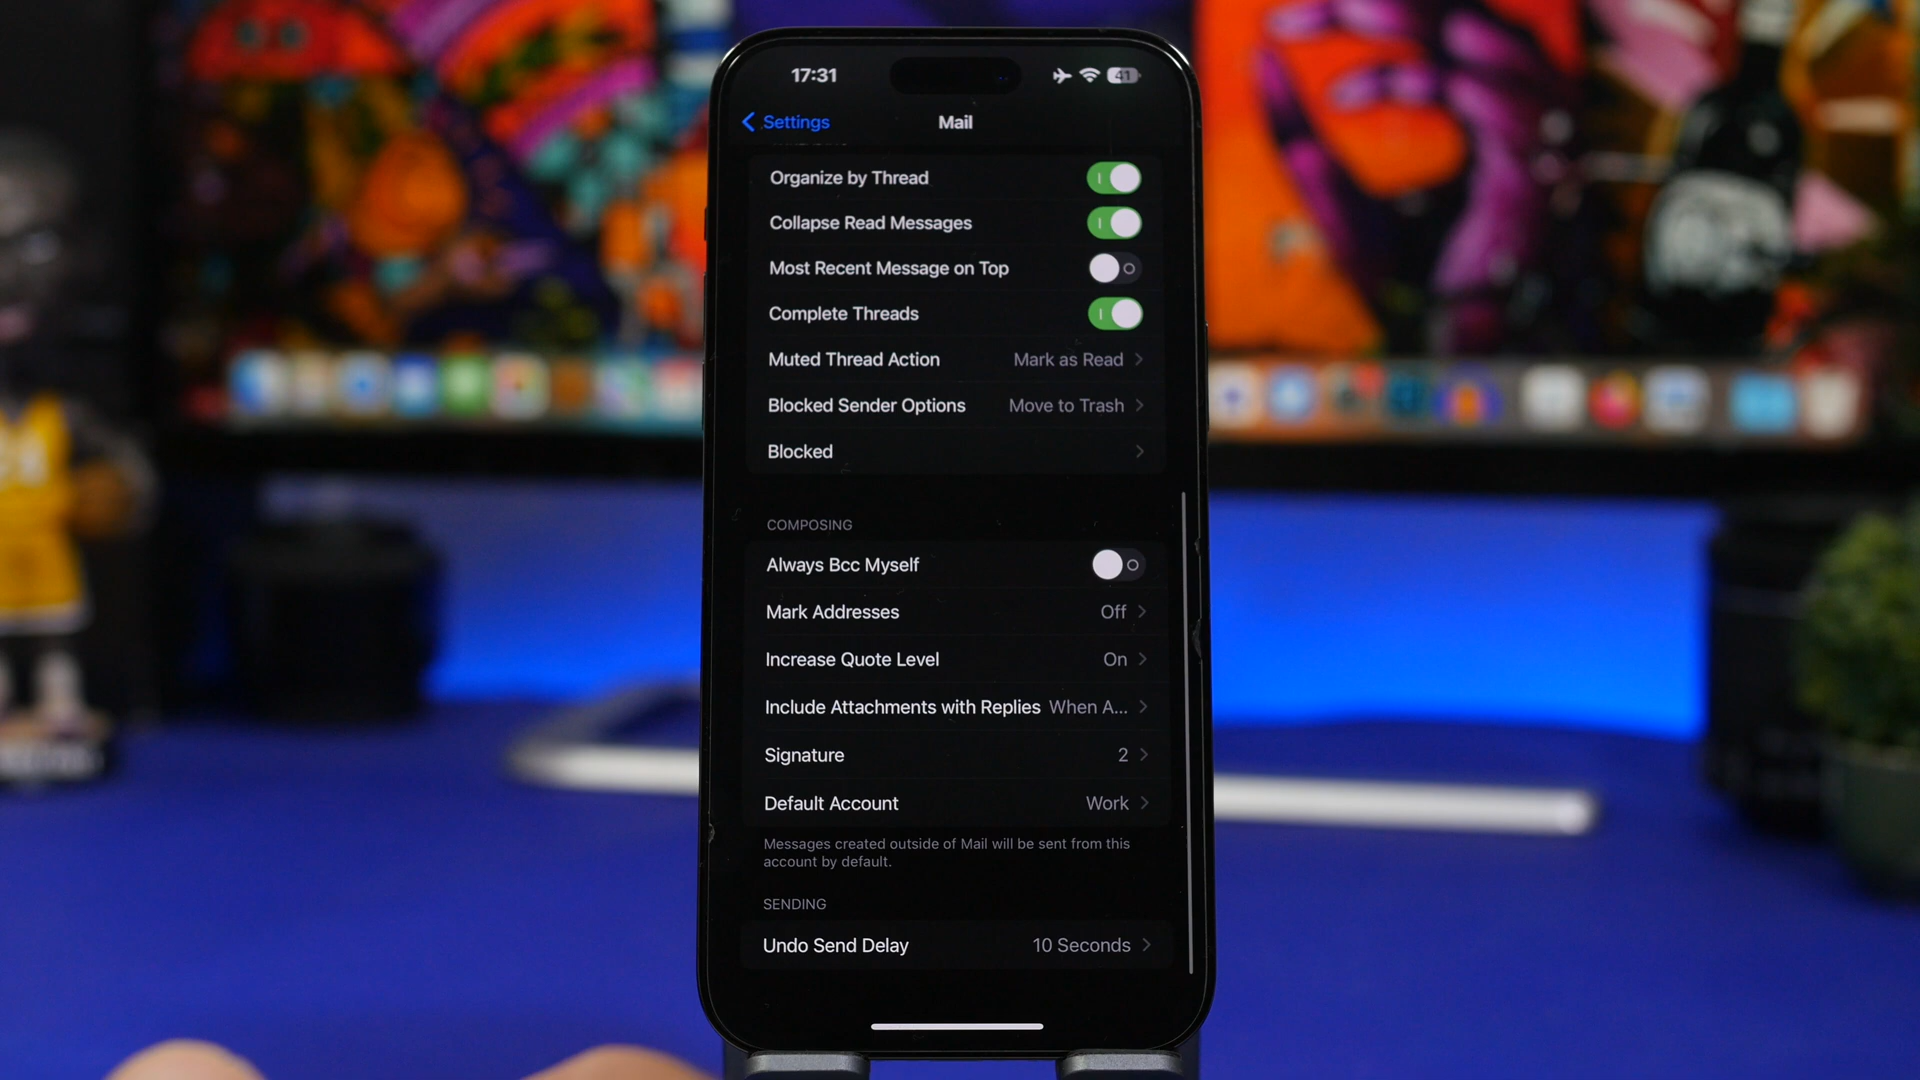 17:31
41
Settings
Mail
Organize by Thread
Collapse Read Messages
Most Recent Message on Top
Complete Threads
Muted Thread Action Mark as Read
Blocked Sender Options Move to Trash
Blocked
COMPOSING
Always Bcc Myself
Mark Addresses Off
Increase Quote Level On
Include Attachments with Replies When A...
Signature 2
Default Account Work
Messages created outside of Mail will be sent from this
account by default.
SENDING
Undo Send Delay 10 Seconds